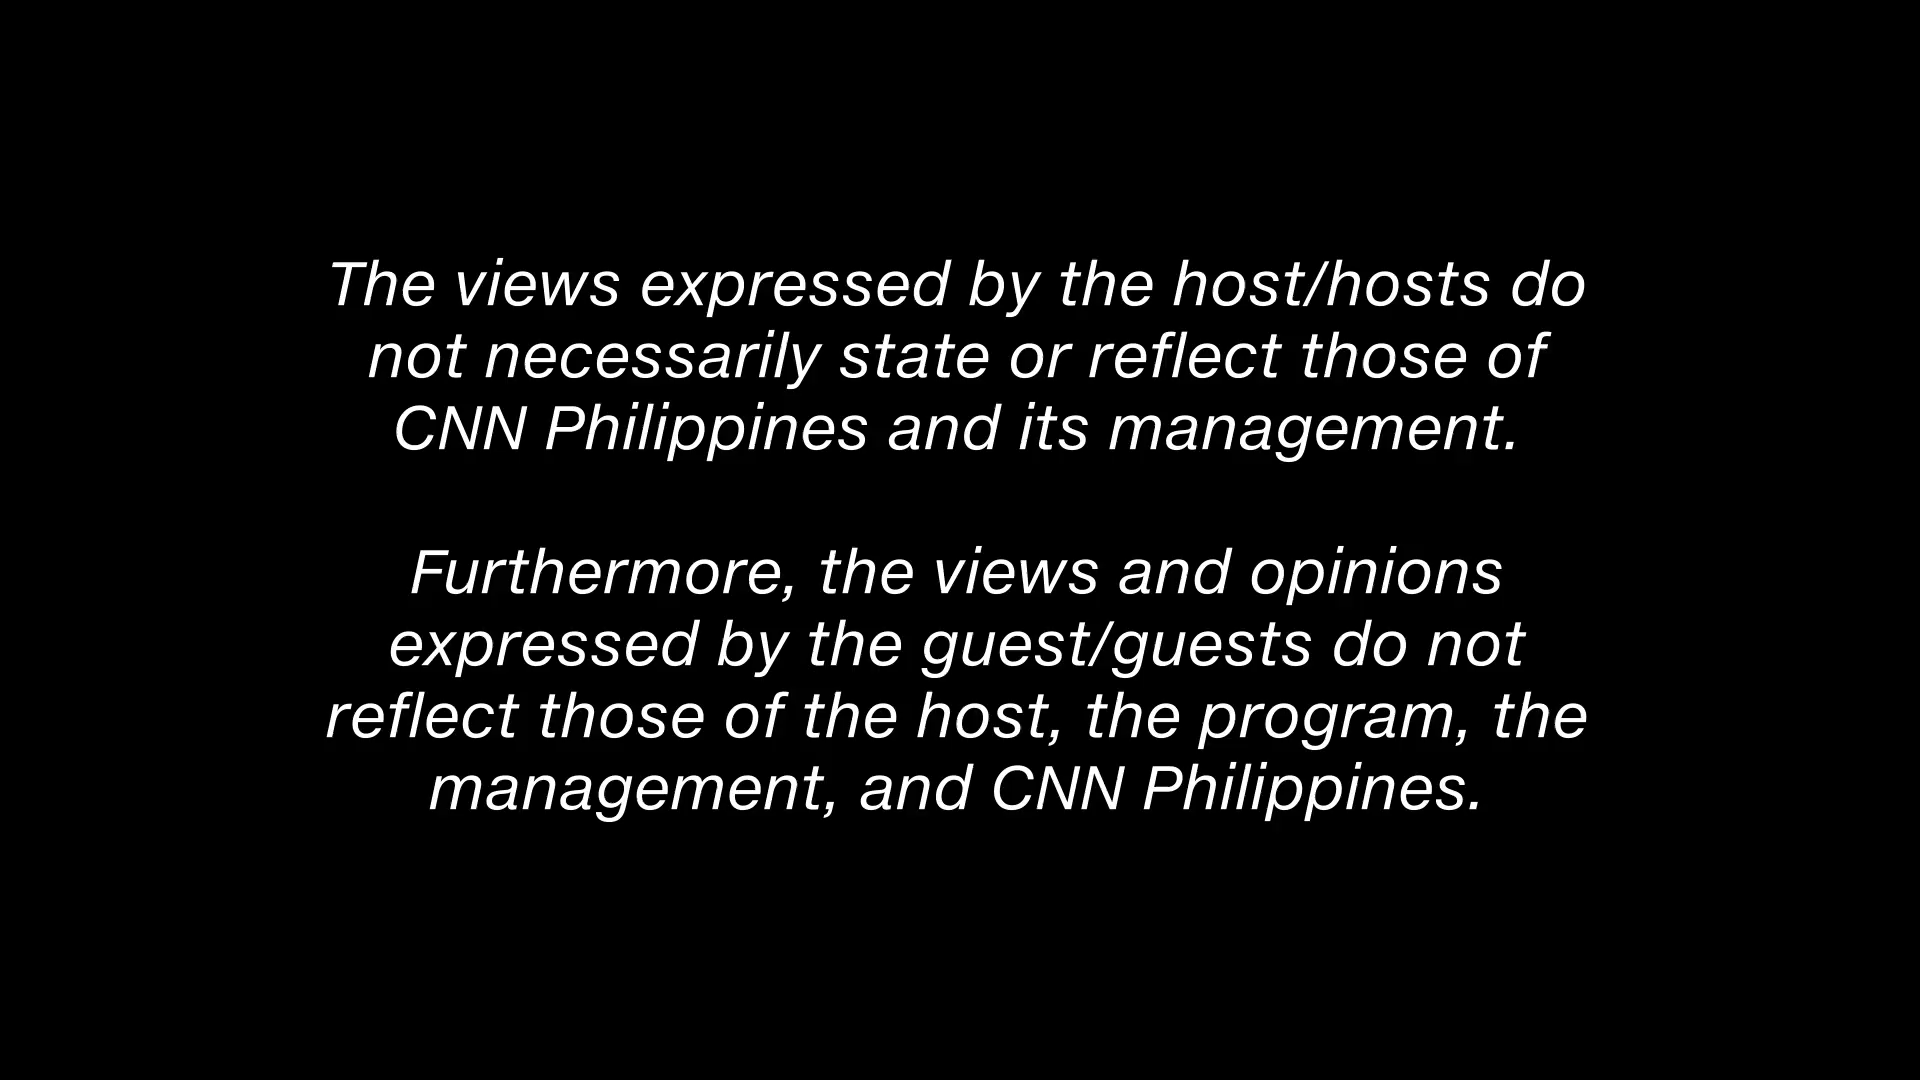 The views expressed by the host/hosts do
not necessarily state or reflect those of
CNN Philippines and its management.
Furthermore, the views and opinions
expressed by the guest/guests do not
reflect those of the host, the program, the
management, and CNN Philippines.